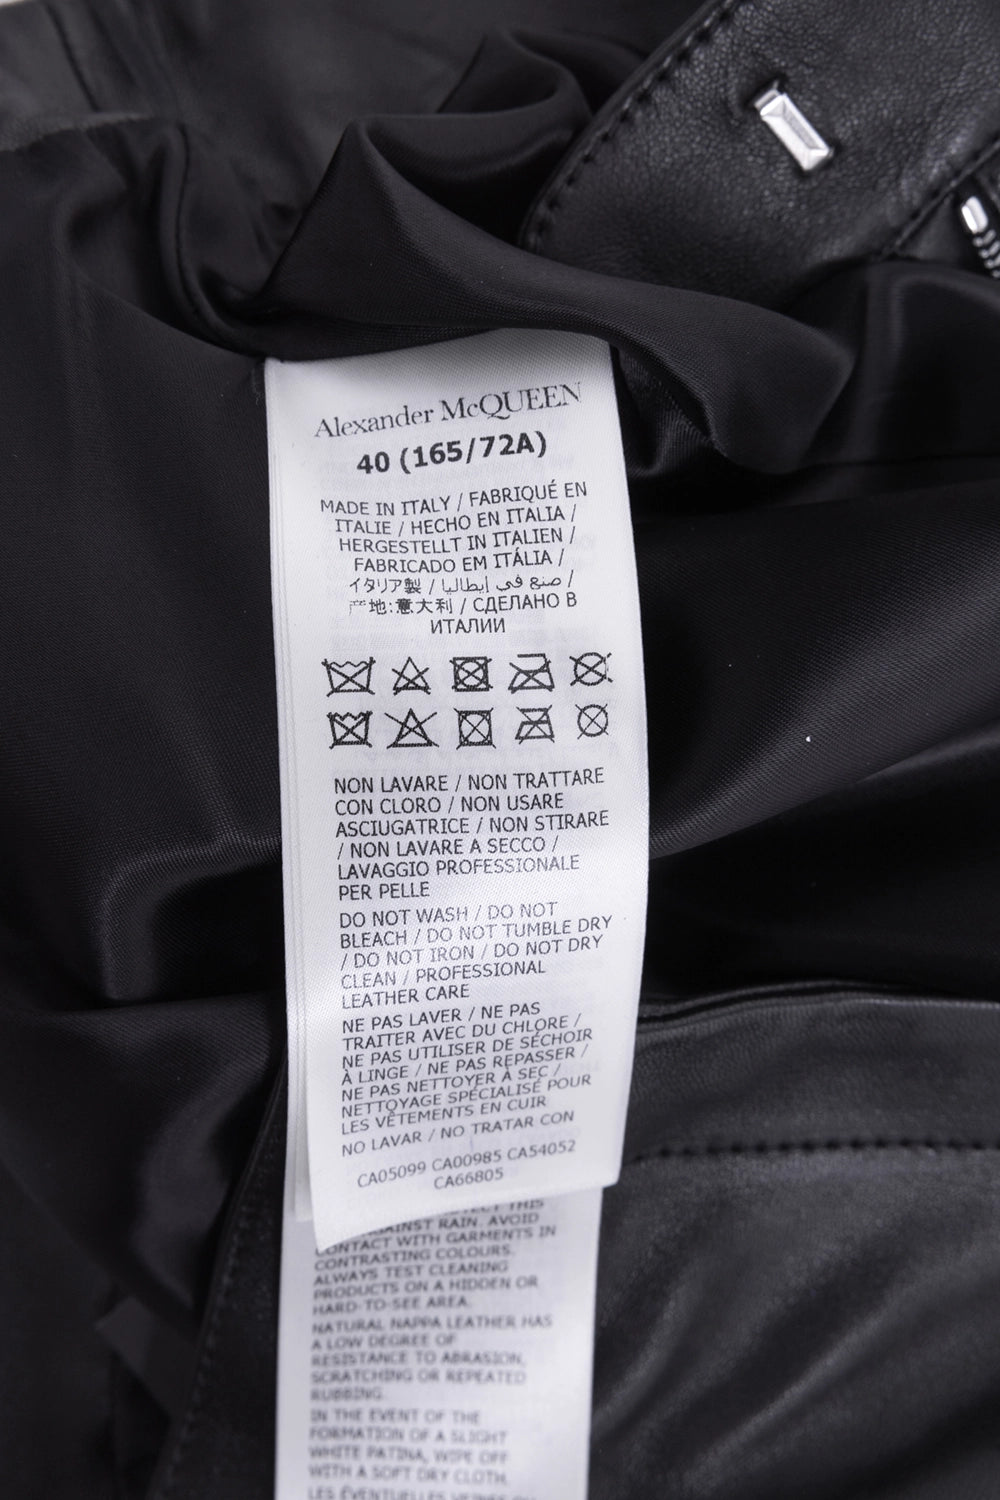 Alexander McQUEEN
40 (165/72A)
MADE IN ITALY / FABRIQUÉ EN
ITALIE / HECHO EN ITALIA /
HERGESTELLT IN ITALIEN /
FABRICADO EM ITÁLIA /
イタリア製 / صنع في إيطاليا /
产地:意大利 / СДЕЛАНО В
ИТАЛИИ
NON LAVARE / NON TRATTARE
CON CLORO / NON USARE
ASCIUGATRICE / NON STIRARE
/ NON LAVARE A SECCO /
LAVAGGIO PROFESSIONALE
PER PELLE
DO NOT WASH / DO NOT
BLEACH / DO NOT TUMBLE DRY
/ DO NOT IRON / DO NOT DRY
CLEAN / PROFESSIONAL
LEATHER CARE
NE PAS LAVER / NE PAS
TRAITER AVEC DU CHLORE /
NE PAS UTILISER DE SÉCHOIR
À LINGE / NE PAS REPASSER /
NE PAS NETTOYER À SEC /
NETTOYAGE SPÉCIALISÉ POUR
LES VÊTEMENTS EN CUIR
NO LAVAR / NO TRATAR CON
CA05099 CA00985 CA54052
CA66805
THIS
RAIN. AVOID
CONTACT WITH GARMENTS IN
CONTRASTING COLOURS.
ALWAYS TEST CLEANING
PRODUCTS ON A HIDDEN OR
HARD-TO-SEE AREA.
NATURAL NAPPA LEATHER HAS
A LOW DEGREE OF
RESISTANCE TO ABRASION,
SCRATCHING OR REPEATED
RUBBING.
IN THE EVENT OF THE
FORMATION OF A SLIGHT
WHITE PATINA, WIPE OFF
WITH A SOFT DRY CLOTH.
LES ÉVENTUELLES